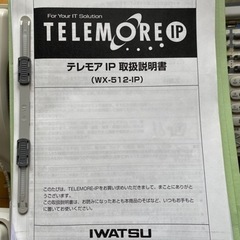 For Your IT Solution
TELEMORE IP
テレモア IP 取扱説明書
（WX-512-IP）
このたびは、TELEMORE-IPをお買い求めいただきまして、まことにありがとうございます。
この取扱説明書は、お読みになったあとも本商品のそばなど、いつもお手もとに置いてお使いください。
IWATSU